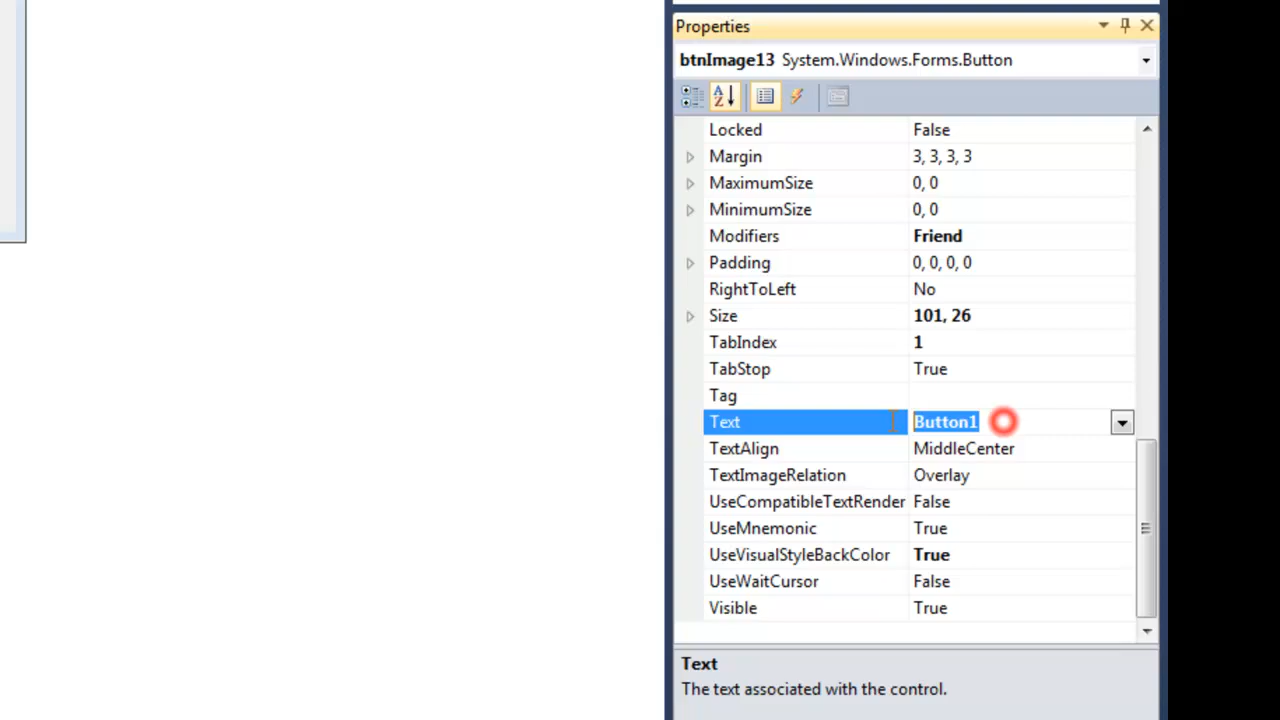 Properties
btnImage13 System.Windows.Forms.Button
Locked False
Margin 3, 3, 3, 3
MaximumSize 0, 0
MinimumSize 0, 0
Modifiers Friend
Padding 0, 0, 0, 0
RightToLeft No
Size 101, 26
TabIndex 1
TabStop True
Tag
Text Button1
TextAlign MiddleCenter
TextImageRelation Overlay
UseCompatibleTextRender False
UseMnemonic True
UseVisualStyleBackColor True
UseWaitCursor False
Visible True
Text
The text associated with the control.